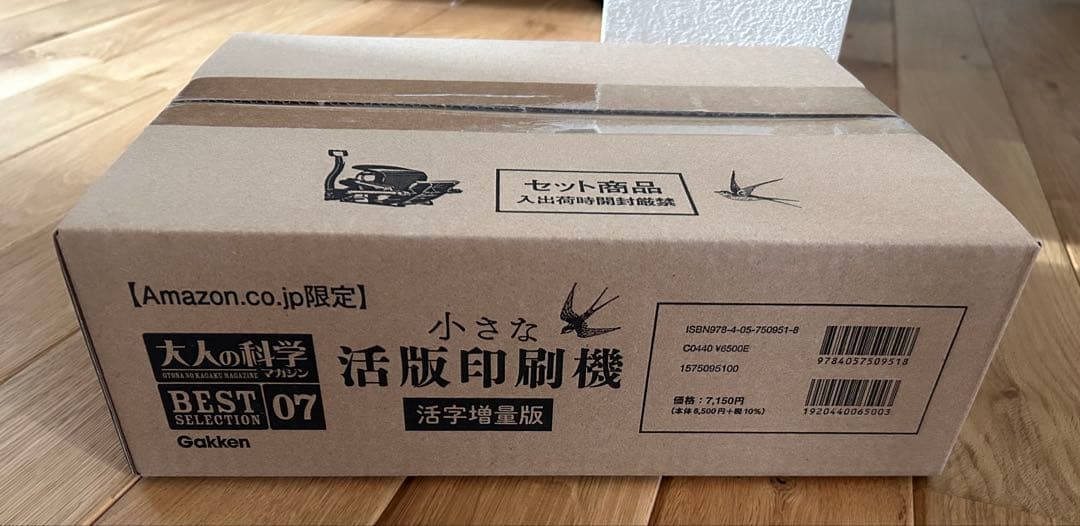 セット商品
入出荷時開封厳禁
【Amazon.co.jp限定】
大人の科学
OTONA NO KAGAKU MAGAZINE マガジン
BEST
SELECTION
07
Gakken
小さな
活版印刷機
活字増量版
ISBN978-4-05-750951-8
C0440 ¥6500E
1575095100
価格:7,150円
(本体6,500円+税10%)
9784057509518
1920440065003